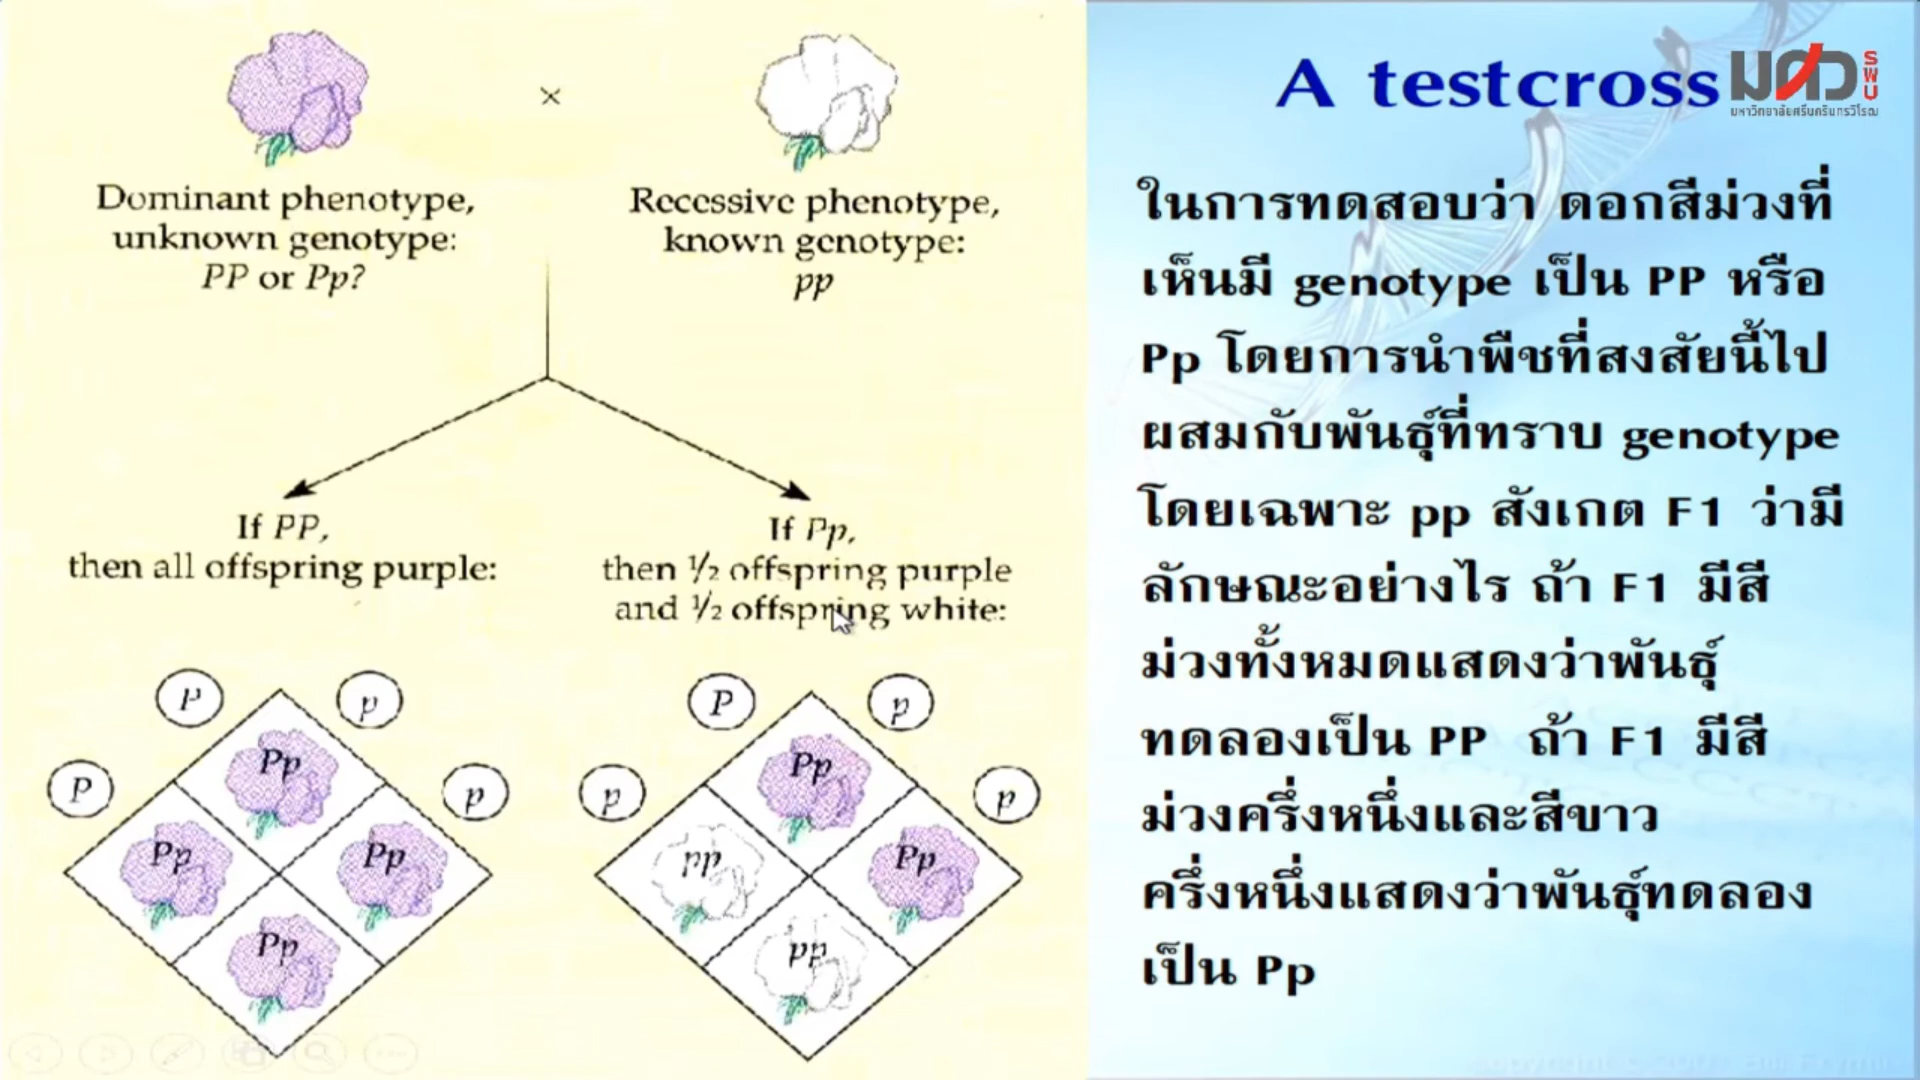 Dominant phenotype,
unknown genotype:
PP or Pp?
×
Recessive phenotype,
known genotype:
pp
If PP,
then all offspring purple:
If Pp,
then ½ offspring purple
and ½ offspring white:
P
p
P
p
Pp
Pp
Pp
Pp
P
p
p
p
Pp
pp
Pp
pp
A testcross
มศว
SWU
มหาวิทยาลัยศรีนครินทรวิโรฒ
ในการทดสอบว่า ดอกสีม่วงที่
เห็นมี genotype เป็น PP หรือ
Pp โดยการนำพืชที่สงสัยนี้ไป
ผสมกับพันธุ์ที่ทราบ genotype
โดยเฉพาะ pp สังเกต F1 ว่ามี
ลักษณะอย่างไร ถ้า F1 มีสี
ม่วงทั้งหมดแสดงว่าพันธุ์
ทดลองเป็น PP ถ้า F1 มีสี
ม่วงครึ่งหนึ่งและสีขาว
ครึ่งหนึ่งแสดงว่าพันธุ์ทดลอง
เป็น Pp